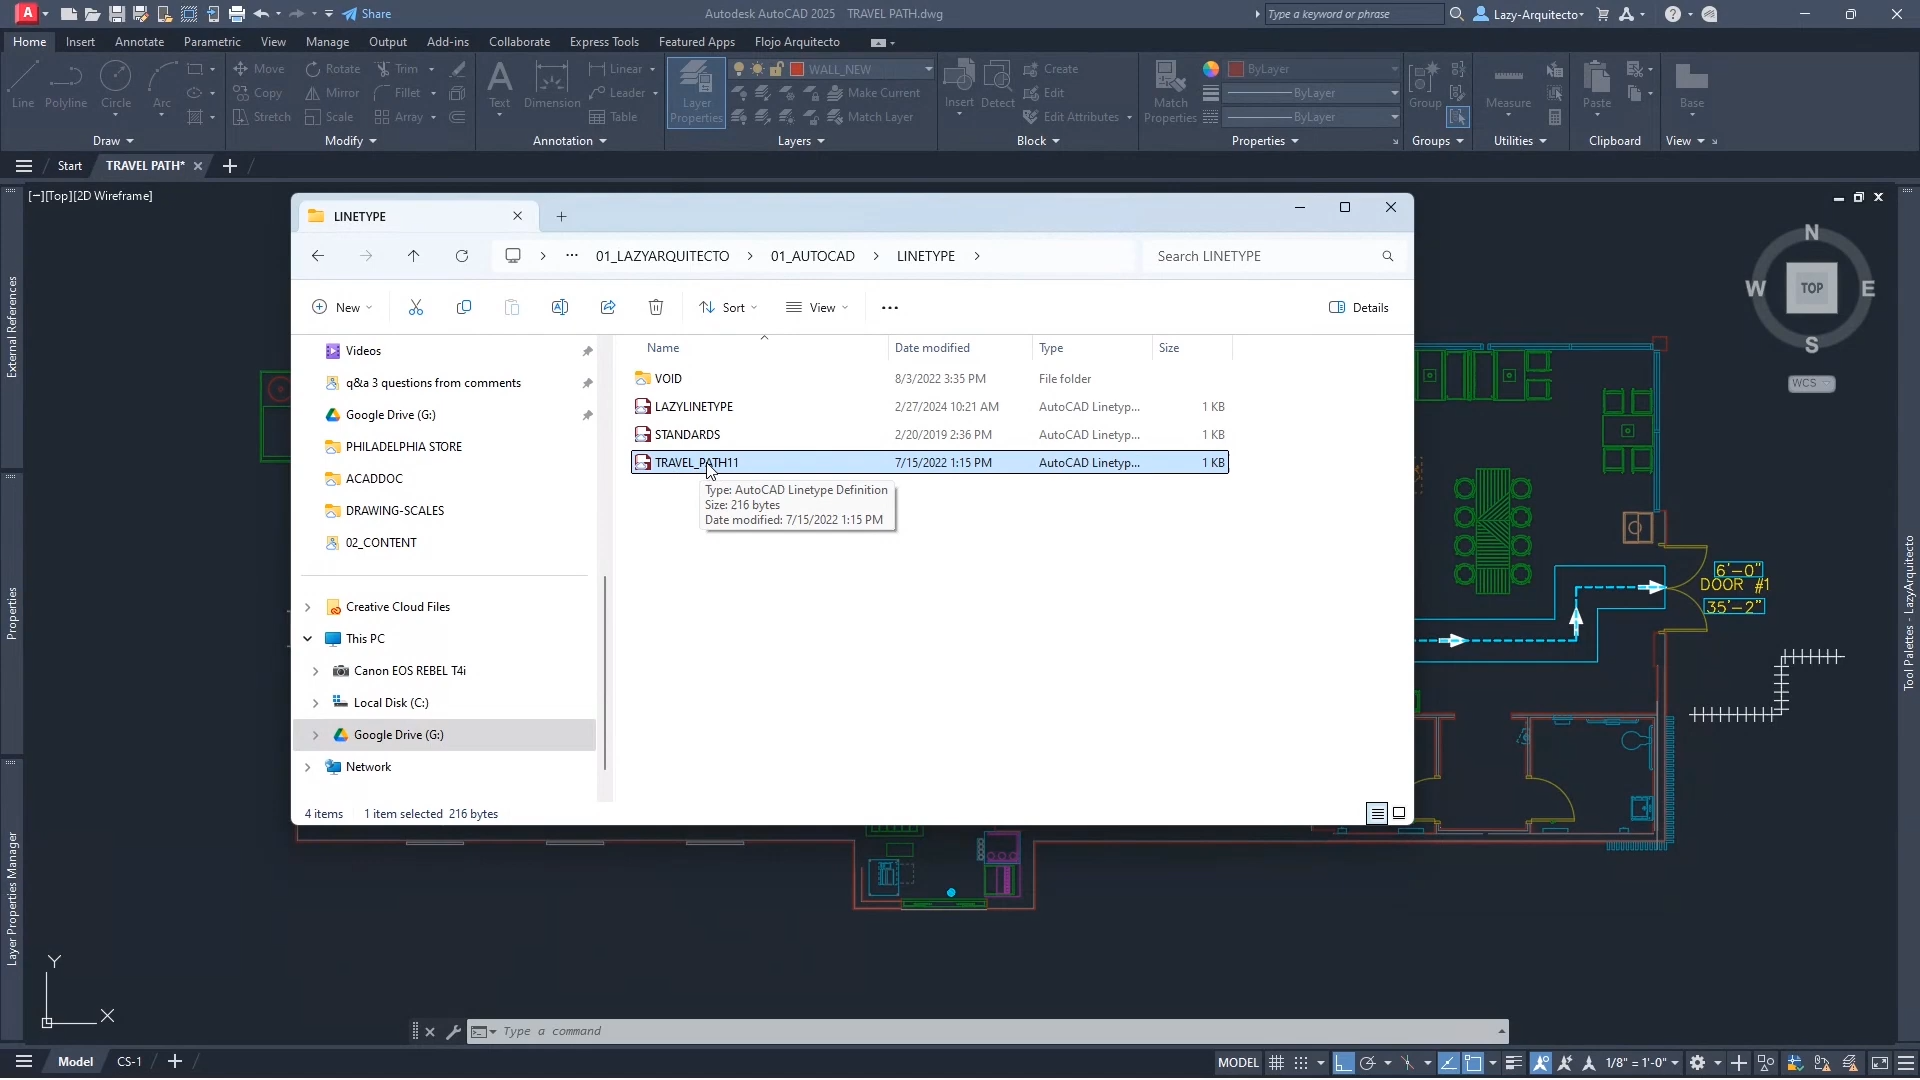 Share
Autodesk AutoCAD 2025 TRAVEL PATH.dwg
Type a keyword or phrase
Lazy-Arquitecto
Home Insert Annotate Parametric View Manage Output Add-ins Collaborate Express Tools Featured Apps Flojo Arquitecto
Line Polyline Circle Arc
Draw
Move Rotate Trim
Copy Mirror Fillet
Stretch Scale Array
Modify
Text Dimension
Linear
Leader
Table
Annotation
Layer Properties
WALL_NEW
Make Current
Match Layer
Layers
Insert Detect
Create
Edit
Edit Attributes
Block
Match Properties
ByLayer
ByLayer
ByLayer
Properties
Group
Groups
Measure
Utilities
Paste
Clipboard
Base
View
Start TRAVEL PATH*
[−][Top][2D Wireframe]
External References
Properties
Layer Properties Manager
Tool Palettes - LazyArquitecto
LINETYPE
01_LAZYARQUITECTO 01_AUTOCAD LINETYPE
Search LINETYPE
New Sort View Details
Videos
q&a 3 questions from comments
Google Drive (G:)
PHILADELPHIA STORE
ACADDOC
DRAWING-SCALES
02_CONTENT
Creative Cloud Files
This PC
Canon EOS REBEL T4i
Local Disk (C:)
Google Drive (G:)
Network
Name Date modified Type Size
VOID 8/3/2022 3:35 PM File folder
LAZYLINETYPE 2/27/2024 10:21 AM AutoCAD Linetyp... 1 KB
STANDARDS 2/20/2019 2:36 PM AutoCAD Linetyp... 1 KB
TRAVEL_PATH11 7/15/2022 1:15 PM AutoCAD Linetyp... 1 KB
Type: AutoCAD Linetype Definition
Size: 216 bytes
Date modified: 7/15/2022 1:15 PM
4 items 1 item selected 216 bytes
N
W TOP E
S
WCS
6'-0"
DOOR #1
35'-2"
Y
X
Type a command
Model CS-1
MODEL 1/8" = 1'-0"